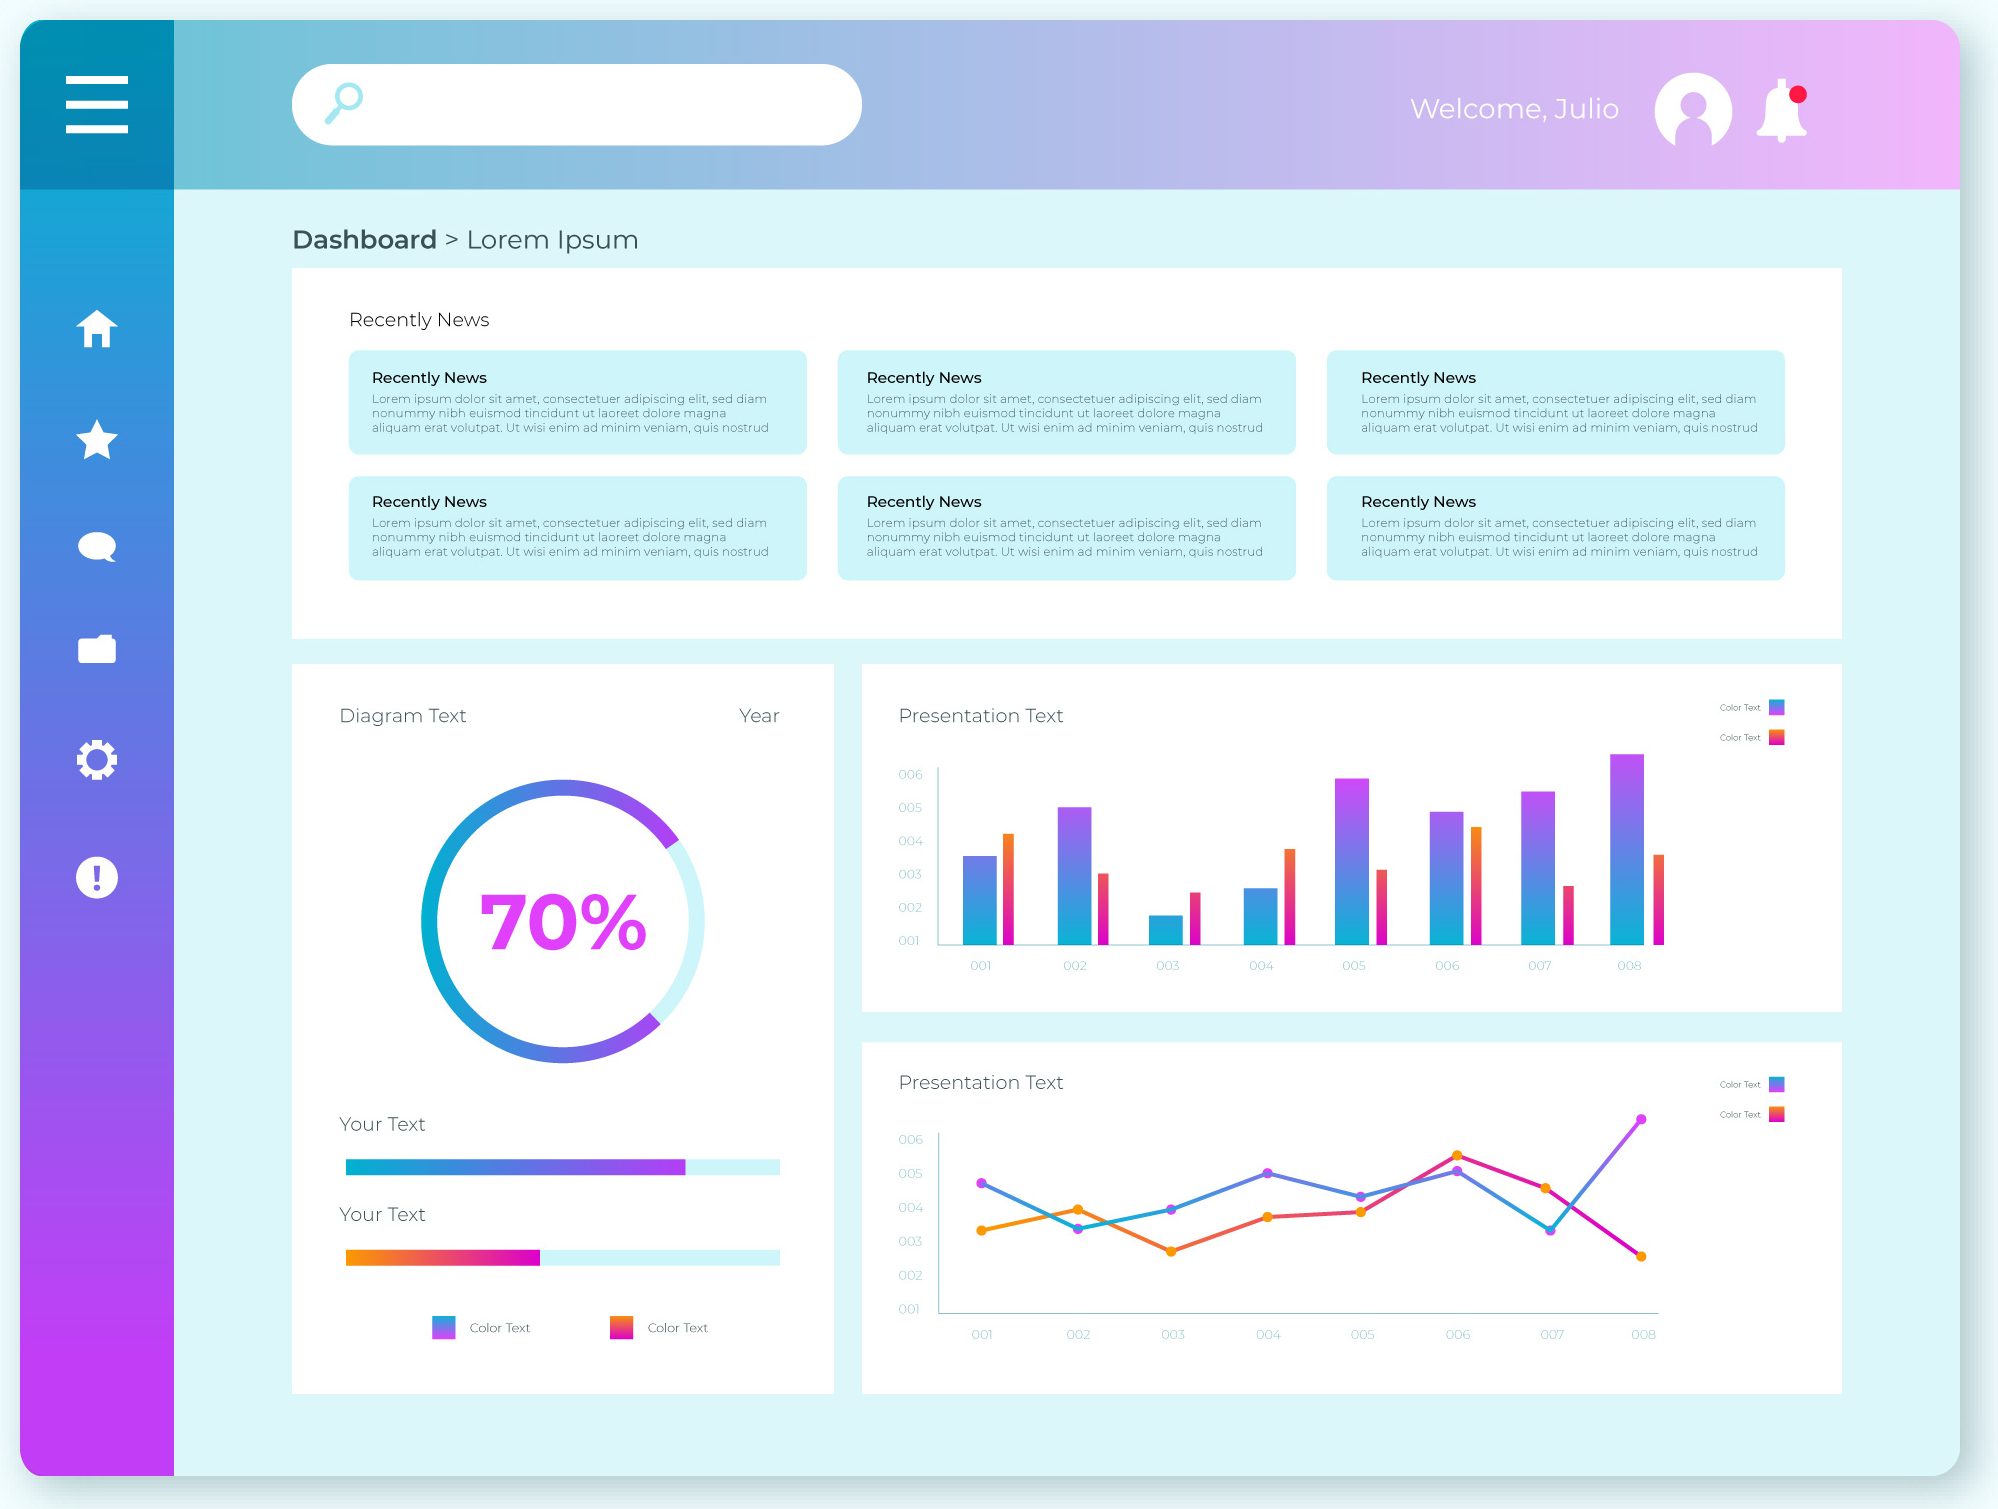 Welcome, Julio
Dashboard > Lorem Ipsum
Recently News
Recently News
Lorem ipsum dolor sit amet, consectetuer adipiscing elit, sed diam
nonummy nibh euismod tincidunt ut laoreet dolore magna
aliquam erat volutpat. Ut wisi enim ad minim veniam, quis nostrud
Recently News
Lorem ipsum dolor sit amet, consectetuer adipiscing elit, sed diam
nonummy nibh euismod tincidunt ut laoreet dolore magna
aliquam erat volutpat. Ut wisi enim ad minim veniam, quis nostrud
Recently News
Lorem ipsum dolor sit amet, consectetuer adipiscing elit, sed diam
nonummy nibh euismod tincidunt ut laoreet dolore magna
aliquam erat volutpat. Ut wisi enim ad minim veniam, quis nostrud
Recently News
Lorem ipsum dolor sit amet, consectetuer adipiscing elit, sed diam
nonummy nibh euismod tincidunt ut laoreet dolore magna
aliquam erat volutpat. Ut wisi enim ad minim veniam, quis nostrud
Recently News
Lorem ipsum dolor sit amet, consectetuer adipiscing elit, sed diam
nonummy nibh euismod tincidunt ut laoreet dolore magna
aliquam erat volutpat. Ut wisi enim ad minim veniam, quis nostrud
Recently News
Lorem ipsum dolor sit amet, consectetuer adipiscing elit, sed diam
nonummy nibh euismod tincidunt ut laoreet dolore magna
aliquam erat volutpat. Ut wisi enim ad minim veniam, quis nostrud
Diagram Text
Year
70%
Your Text
Your Text
Color Text
Color Text
Presentation Text
Color Text
Color Text
006
005
004
003
002
001
001 002 003 004 005 006 007 008
Presentation Text
Color Text
Color Text
006
005
004
003
002
001
001 002 003 004 005 006 007 008